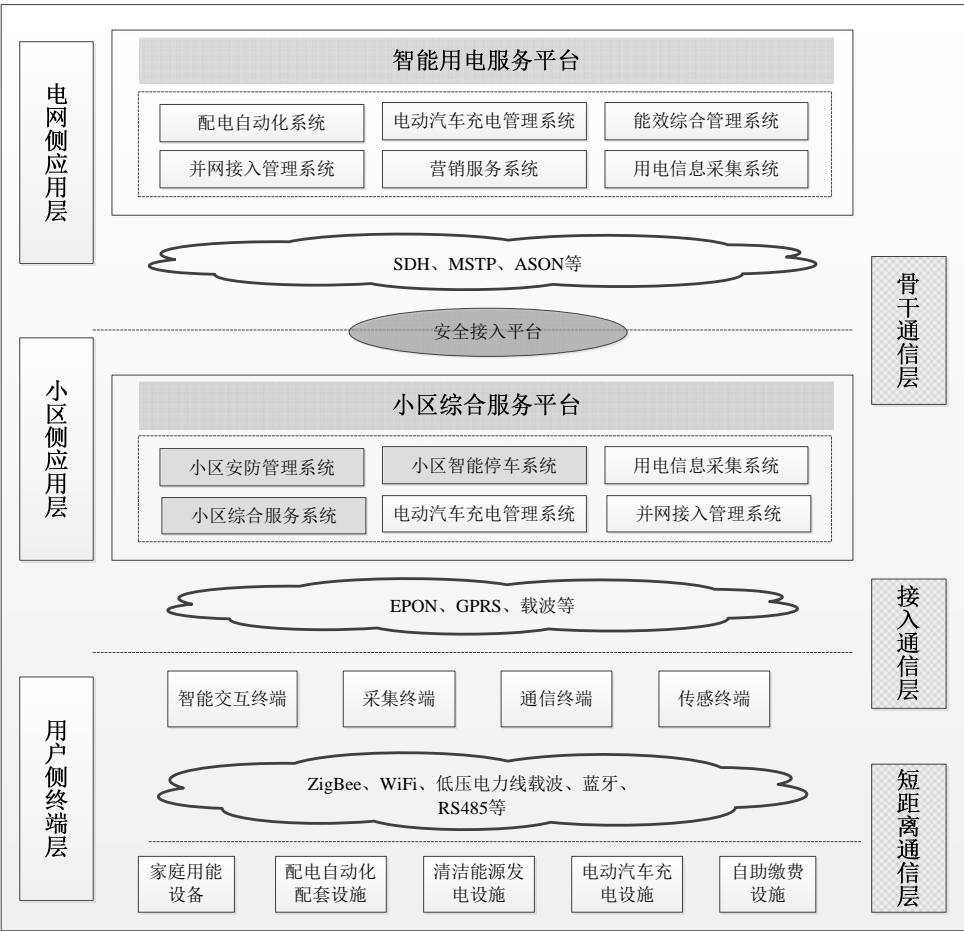 电网侧应用层
智能用电服务平台
配电自动化系统
电动汽车充电管理系统
能效综合管理系统
并网接入管理系统
营销服务系统
用电信息采集系统
SDH、MSTP、ASON等
骨干通信层
安全接入平台
小区侧应用层
小区综合服务平台
小区安防管理系统
小区智能停车系统
用电信息采集系统
小区综合服务系统
电动汽车充电管理系统
并网接入管理系统
EPON、GPRS、载波等
接入通信层
用户侧终端层
智能交互终端
采集终端
通信终端
传感终端
ZigBee、WiFi、低压电力线载波、蓝牙、
RS485等
短距离通信层
家庭用能
设备
配电自动化
配套设施
清洁能源发
电设施
电动汽车充
电设施
自助缴费
设施